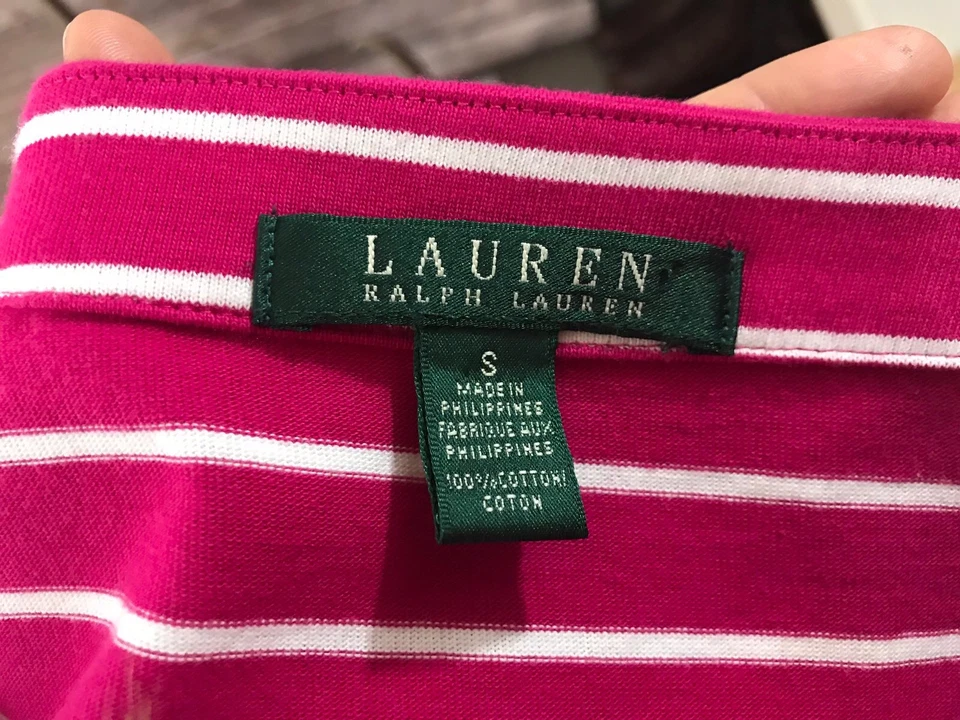 LAUREN
RALPH LAUREN
S
MADE IN
PHILIPPINES
FABRIQUE AUX
PHILIPPINES
100% COTTON/
COTON